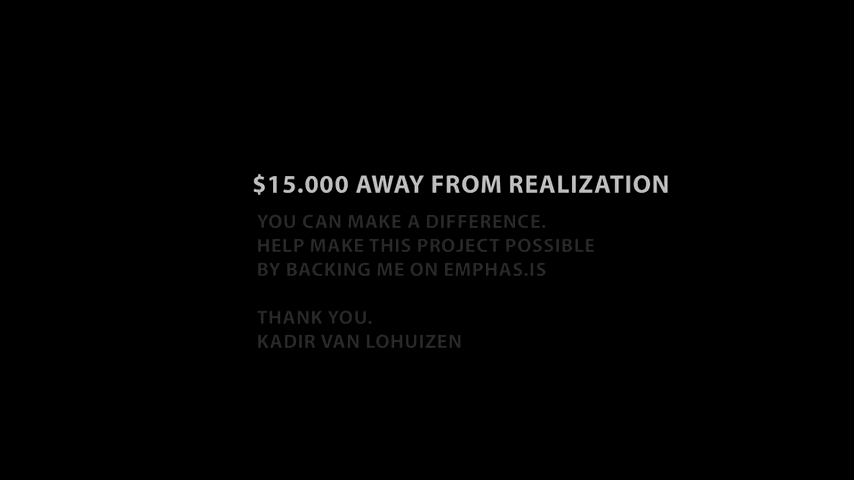 $15.000 AWAY FROM REALIZATION
YOU CAN MAKE A DIFFERENCE.
HELP MAKE THIS PROJECT POSSIBLE
BY BACKING ME ON EMPHAS.IS
THANK YOU.
KADIR VAN LOHUIZEN